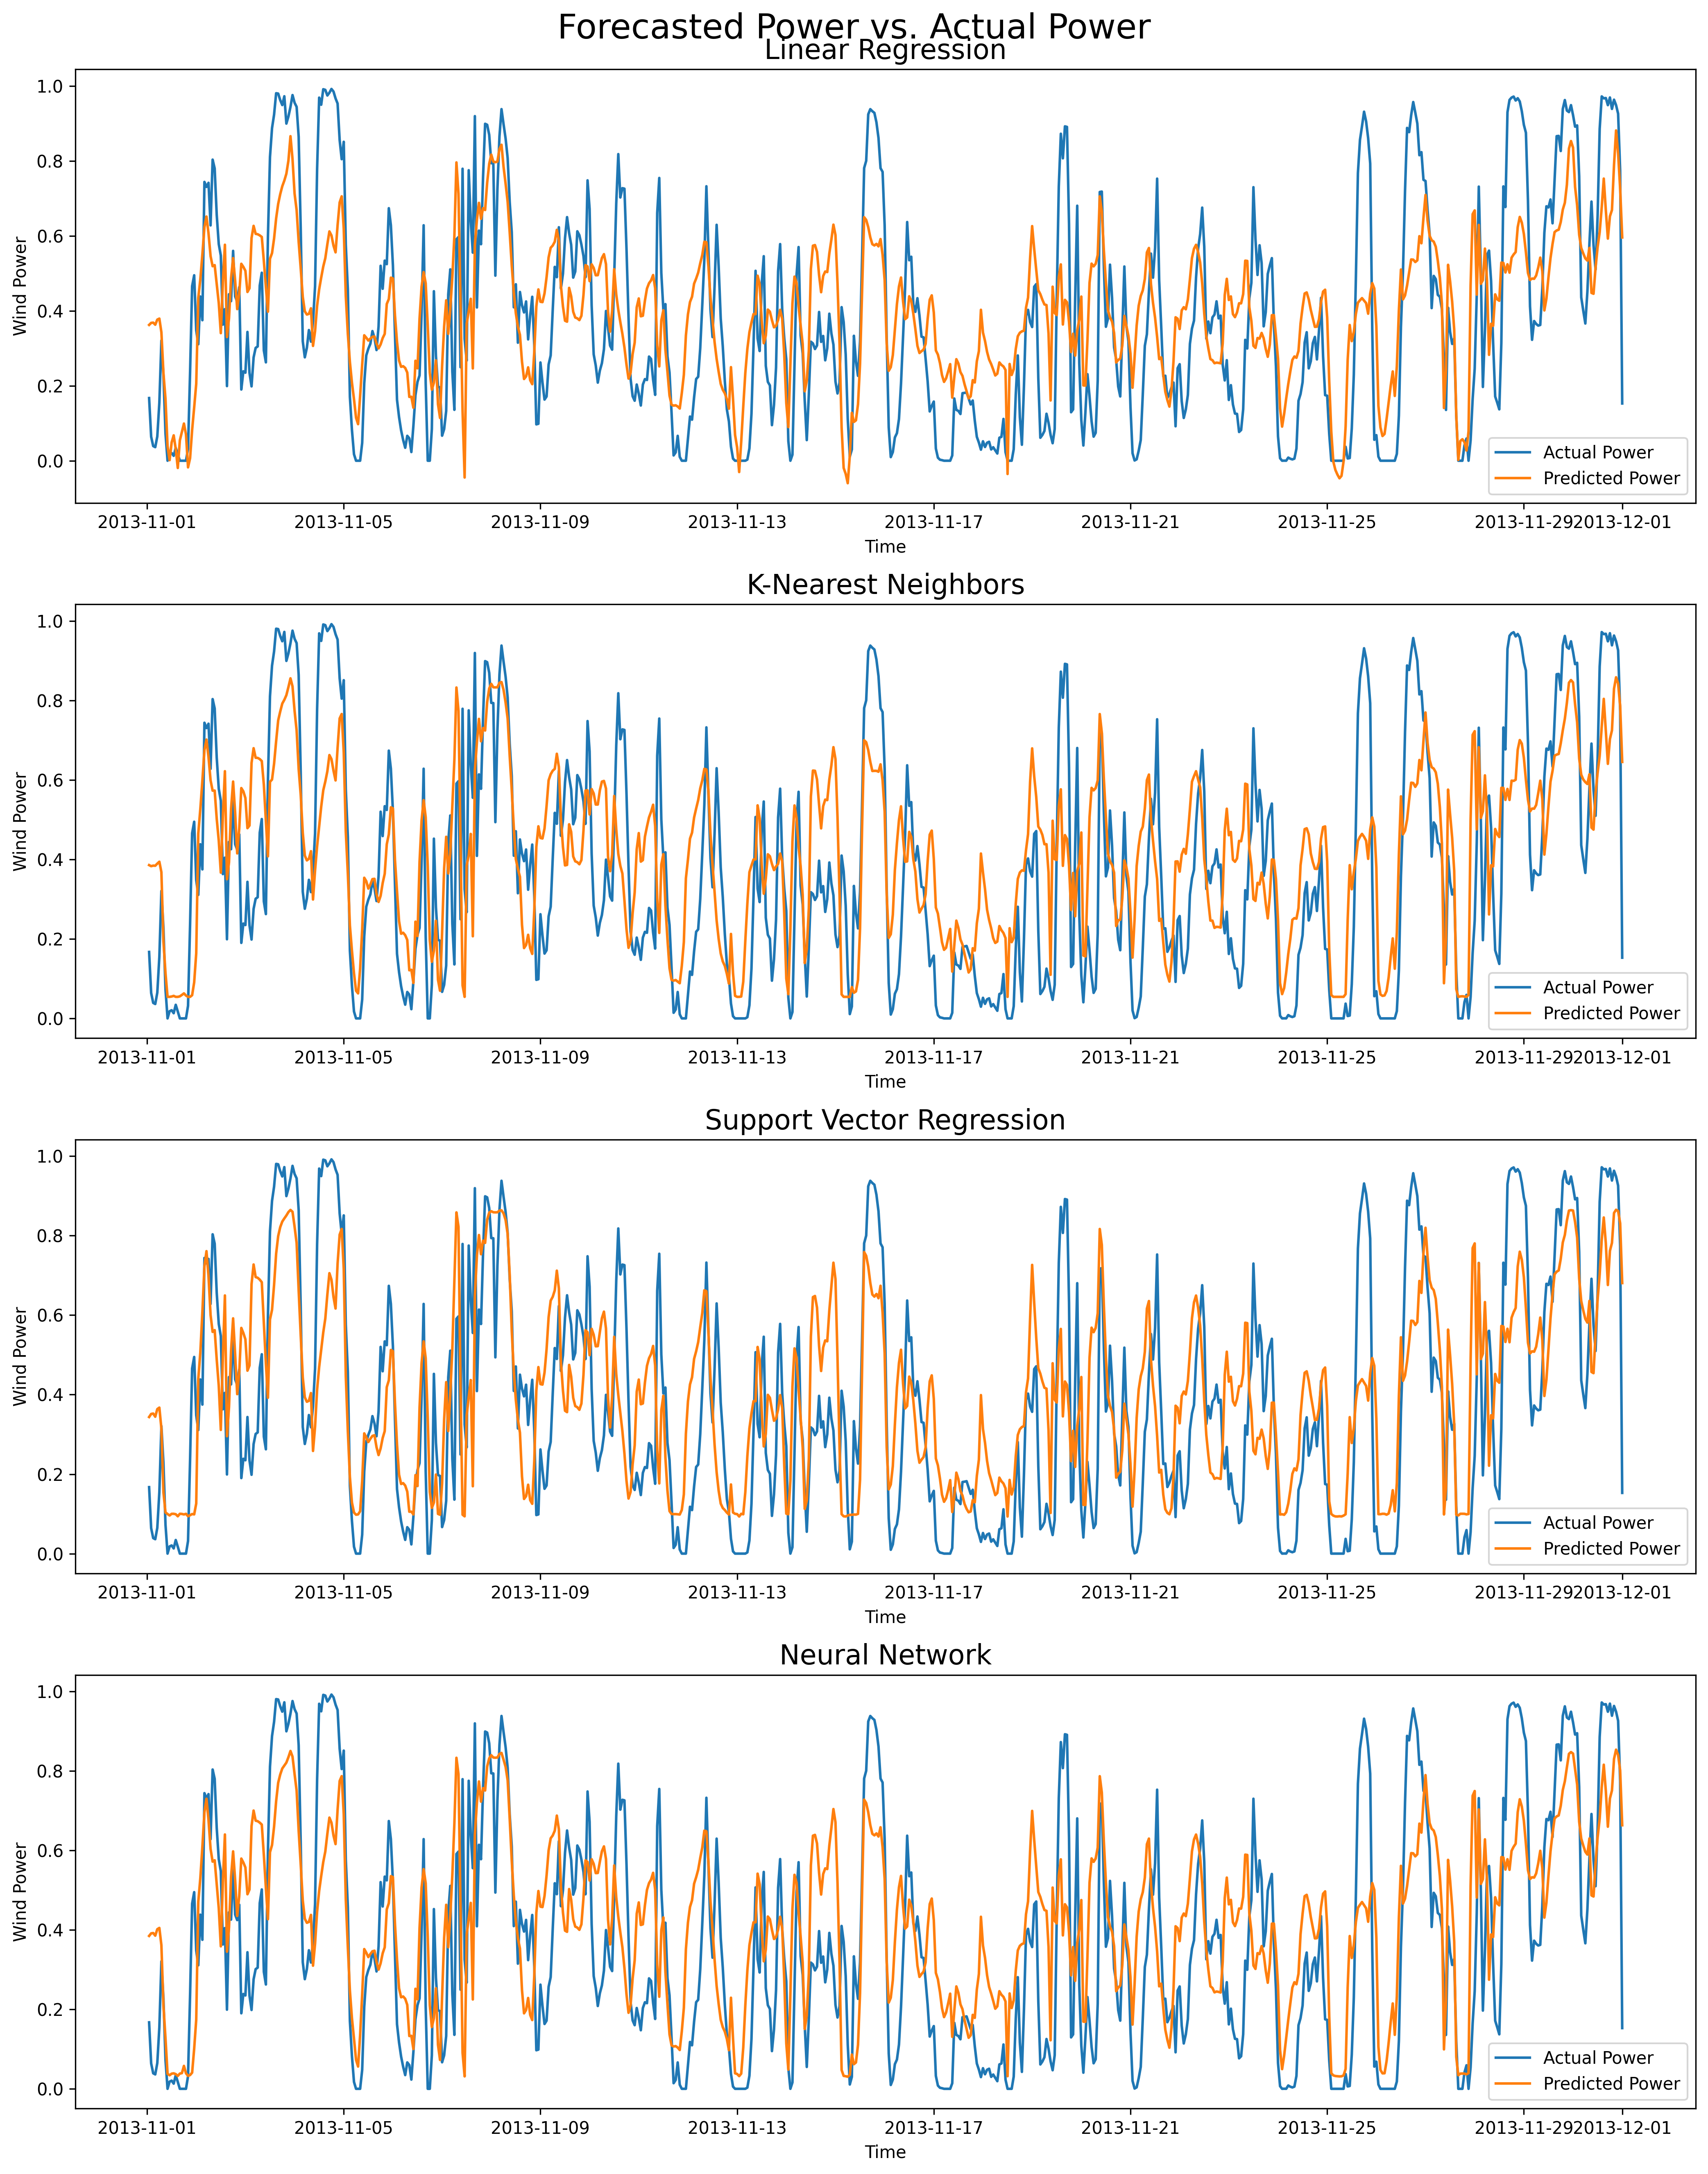 Forecasted Power vs. Actual Power
Linear Regression
1.0
0.8
0.6
0.4
0.2
0.0
Wind Power
Actual Power
Predicted Power
2013-11-01 2013-11-05 2013-11-09 2013-11-13 2013-11-17 2013-11-21 2013-11-25 2013-11-29 2013-12-01
Time
K-Nearest Neighbors
1.0
0.8
0.6
0.4
0.2
0.0
Wind Power
Actual Power
Predicted Power
2013-11-01 2013-11-05 2013-11-09 2013-11-13 2013-11-17 2013-11-21 2013-11-25 2013-11-29 2013-12-01
Time
Support Vector Regression
1.0
0.8
0.6
0.4
0.2
0.0
Wind Power
Actual Power
Predicted Power
2013-11-01 2013-11-05 2013-11-09 2013-11-13 2013-11-17 2013-11-21 2013-11-25 2013-11-29 2013-12-01
Time
Neural Network
1.0
0.8
0.6
0.4
0.2
0.0
Wind Power
Actual Power
Predicted Power
2013-11-01 2013-11-05 2013-11-09 2013-11-13 2013-11-17 2013-11-21 2013-11-25 2013-11-29 2013-12-01
Time